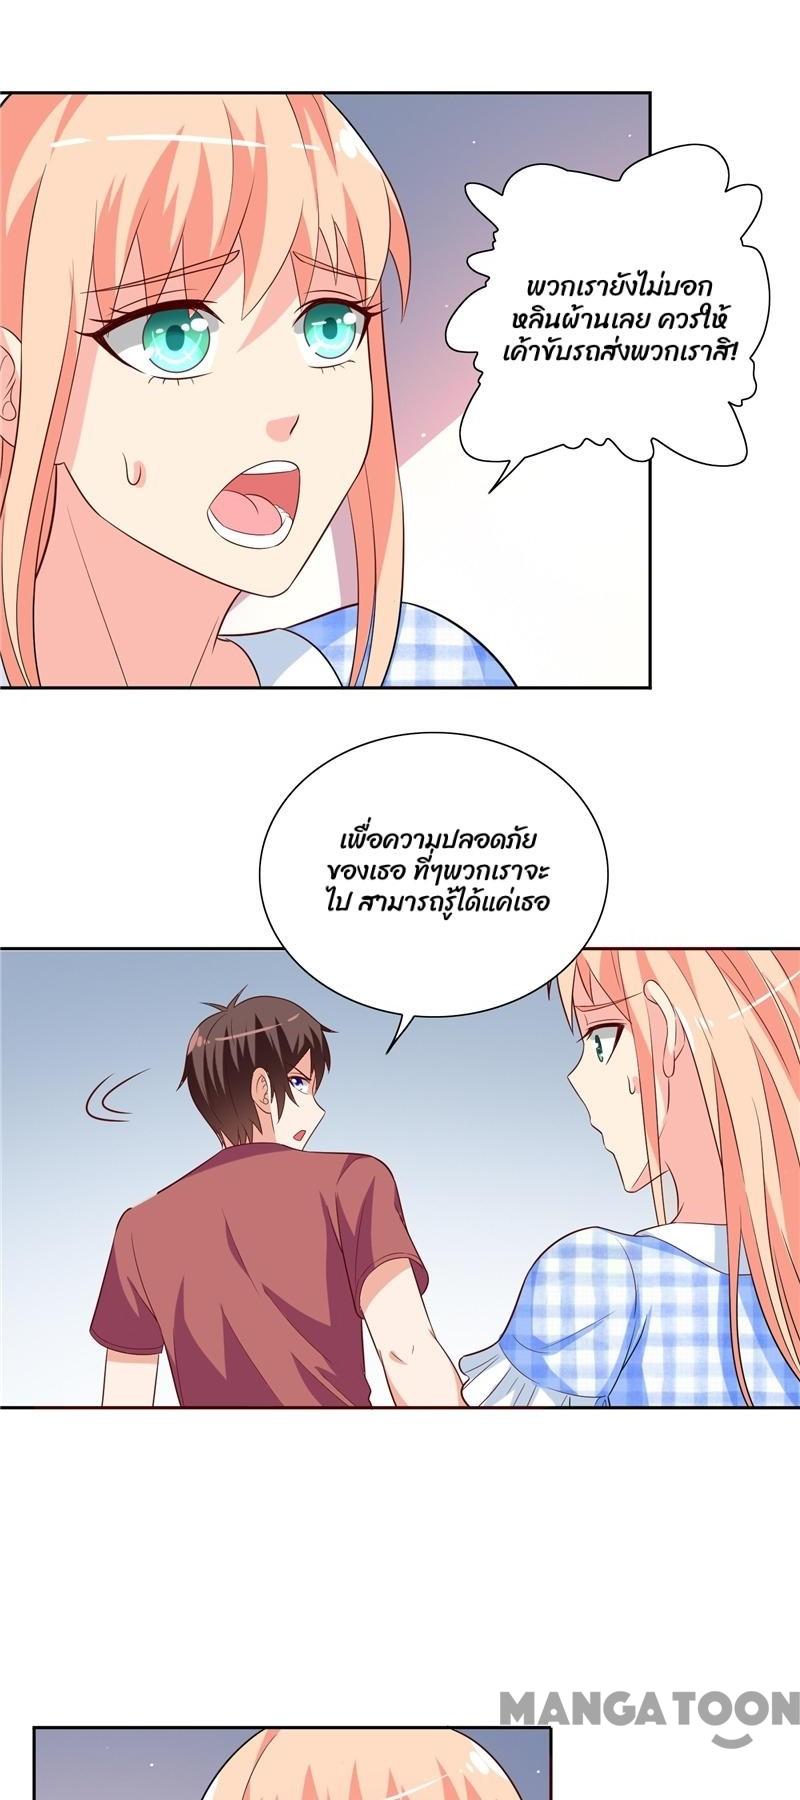 พวกเรายังไม่บอก
หลินผ้านเลย ควรให้
เค้าขับรถส่งพวกเราสิ!
เพื่อความปลอดภัย
ของเธอ ที่ๆพวกเราจะ
ไป สามารถรู้ได้แค่เธอ
MANGATOON